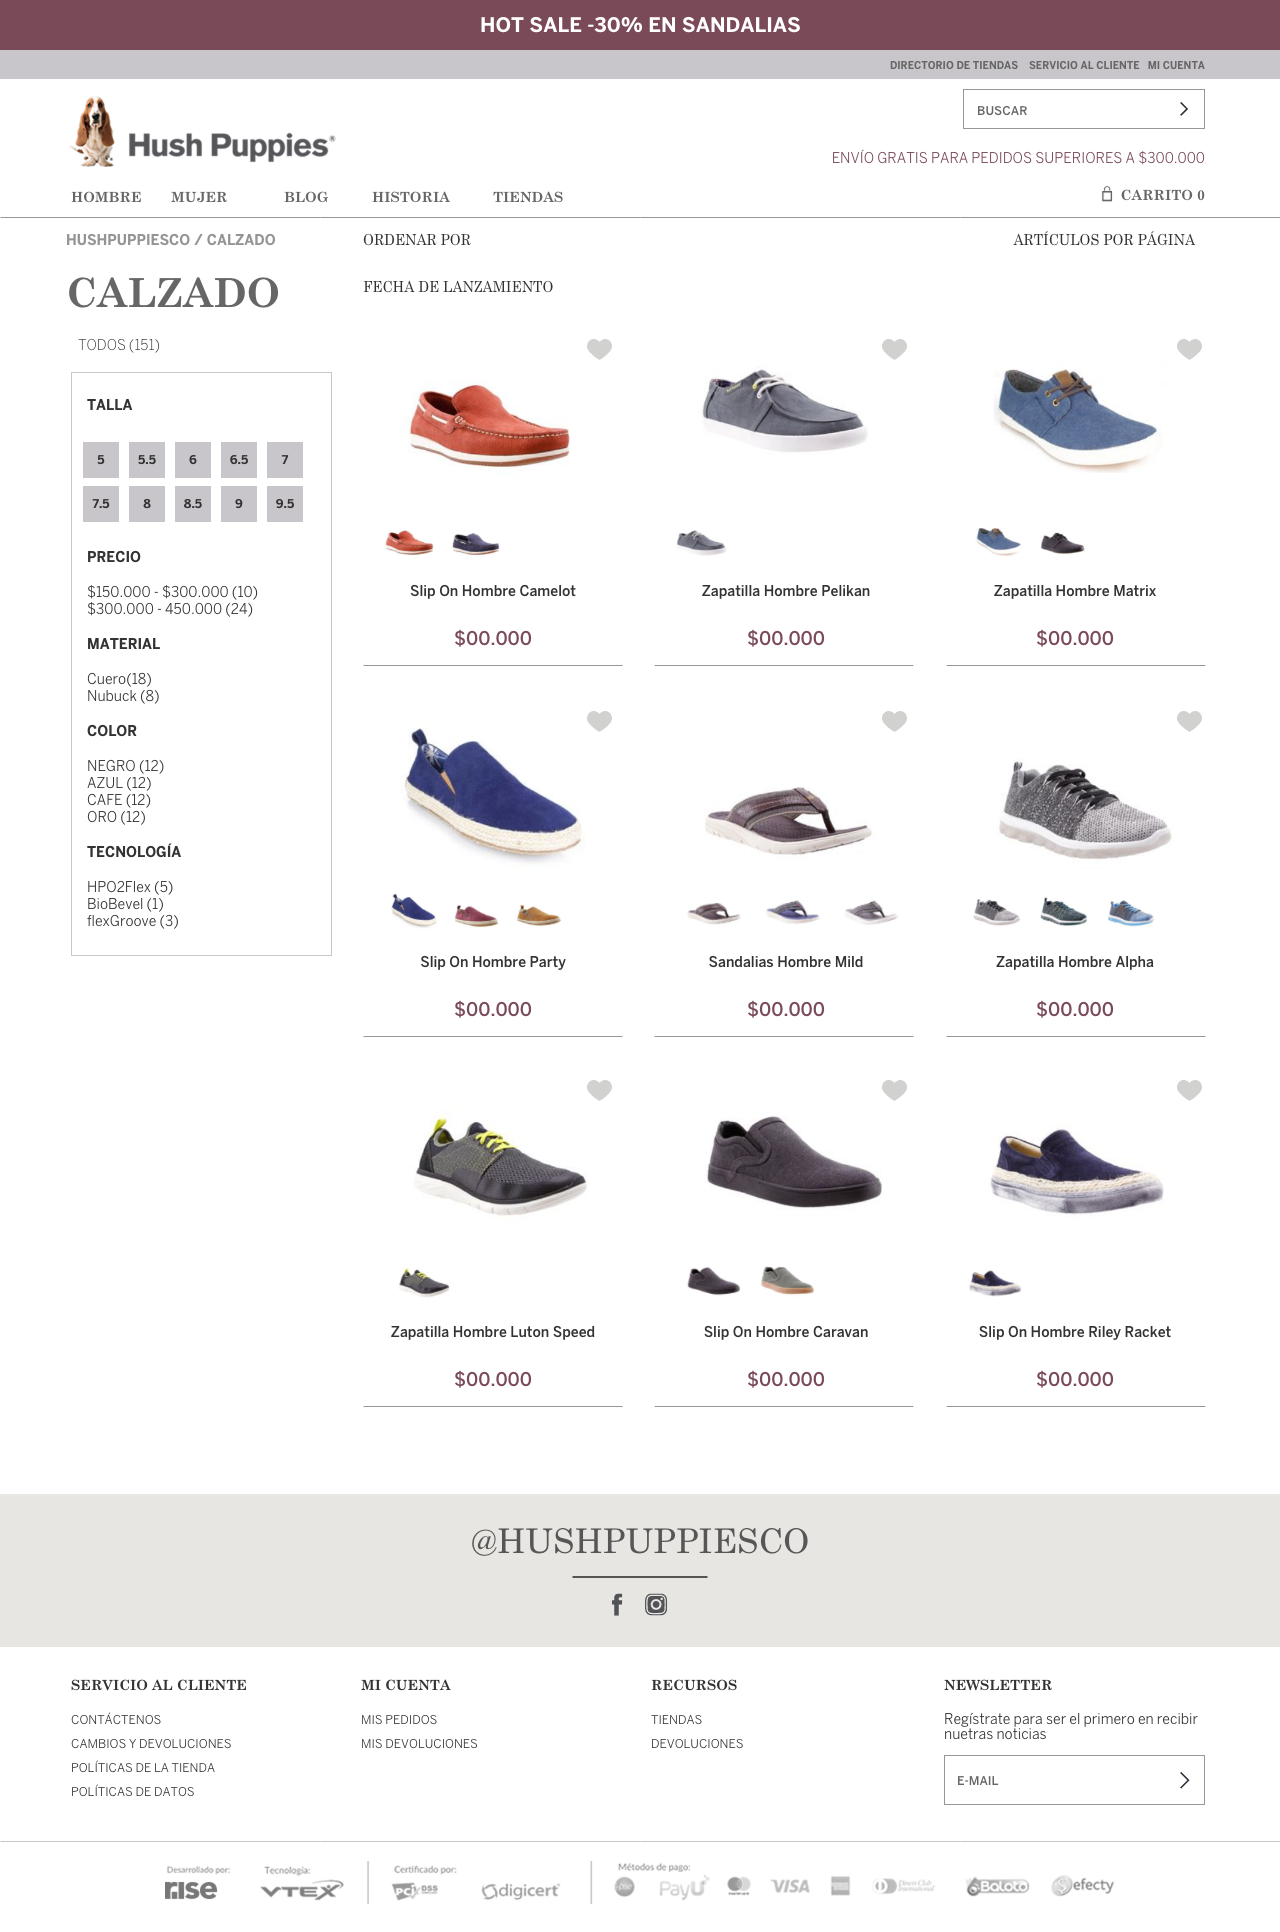 HOT SALE -30% EN SANDALIAS
DIRECTORIO DE TIENDAS SERVICIO AL CLIENTE MI CUENTA
BUSCAR
Hush Puppies®
ENVÍO GRATIS PARA PEDIDOS SUPERIORES A $300.000
HOMBRE MUJER BLOG HISTORIA TIENDAS
CARRITO 0
HUSHPUPPIESCO / CALZADO
ORDENAR POR
ARTÍCULOS POR PÁGINA
CALZADO
FECHA DE LANZAMIENTO
TODOS (151)
TALLA
5 5.5 6 6.5 7
7.5 8 8.5 9 9.5
PRECIO
$150.000 - $300.000 (10)
$300.000 - 450.000 (24)
MATERIAL
Cuero(18)
Nubuck (8)
COLOR
NEGRO (12)
AZUL (12)
CAFE (12)
ORO (12)
TECNOLOGÍA
HPO2Flex (5)
BioBevel (1)
flexGroove (3)
Slip On Hombre Camelot
$00.000
Zapatilla Hombre Pelikan
$00.000
Zapatilla Hombre Matrix
$00.000
Slip On Hombre Party
$00.000
Sandalias Hombre Mild
$00.000
Zapatilla Hombre Alpha
$00.000
Zapatilla Hombre Luton Speed
$00.000
Slip On Hombre Caravan
$00.000
Slip On Hombre Riley Racket
$00.000
@HUSHPUPPIESCO
SERVICIO AL CLIENTE
CONTÁCTENOS
CAMBIOS Y DEVOLUCIONES
POLÍTICAS DE LA TIENDA
POLÍTICAS DE DATOS
MI CUENTA
MIS PEDIDOS
MIS DEVOLUCIONES
RECURSOS
TIENDAS
DEVOLUCIONES
NEWSLETTER
Regístrate para ser el primero en recibir
nuetras noticias
E-MAIL
Desarrollado por:
rise
Tecnología:
VTEX
Certificado por:
PCI DSS
digicert
Métodos de pago:
PayU
VISA
Diners Club
International
Baloto
efecty